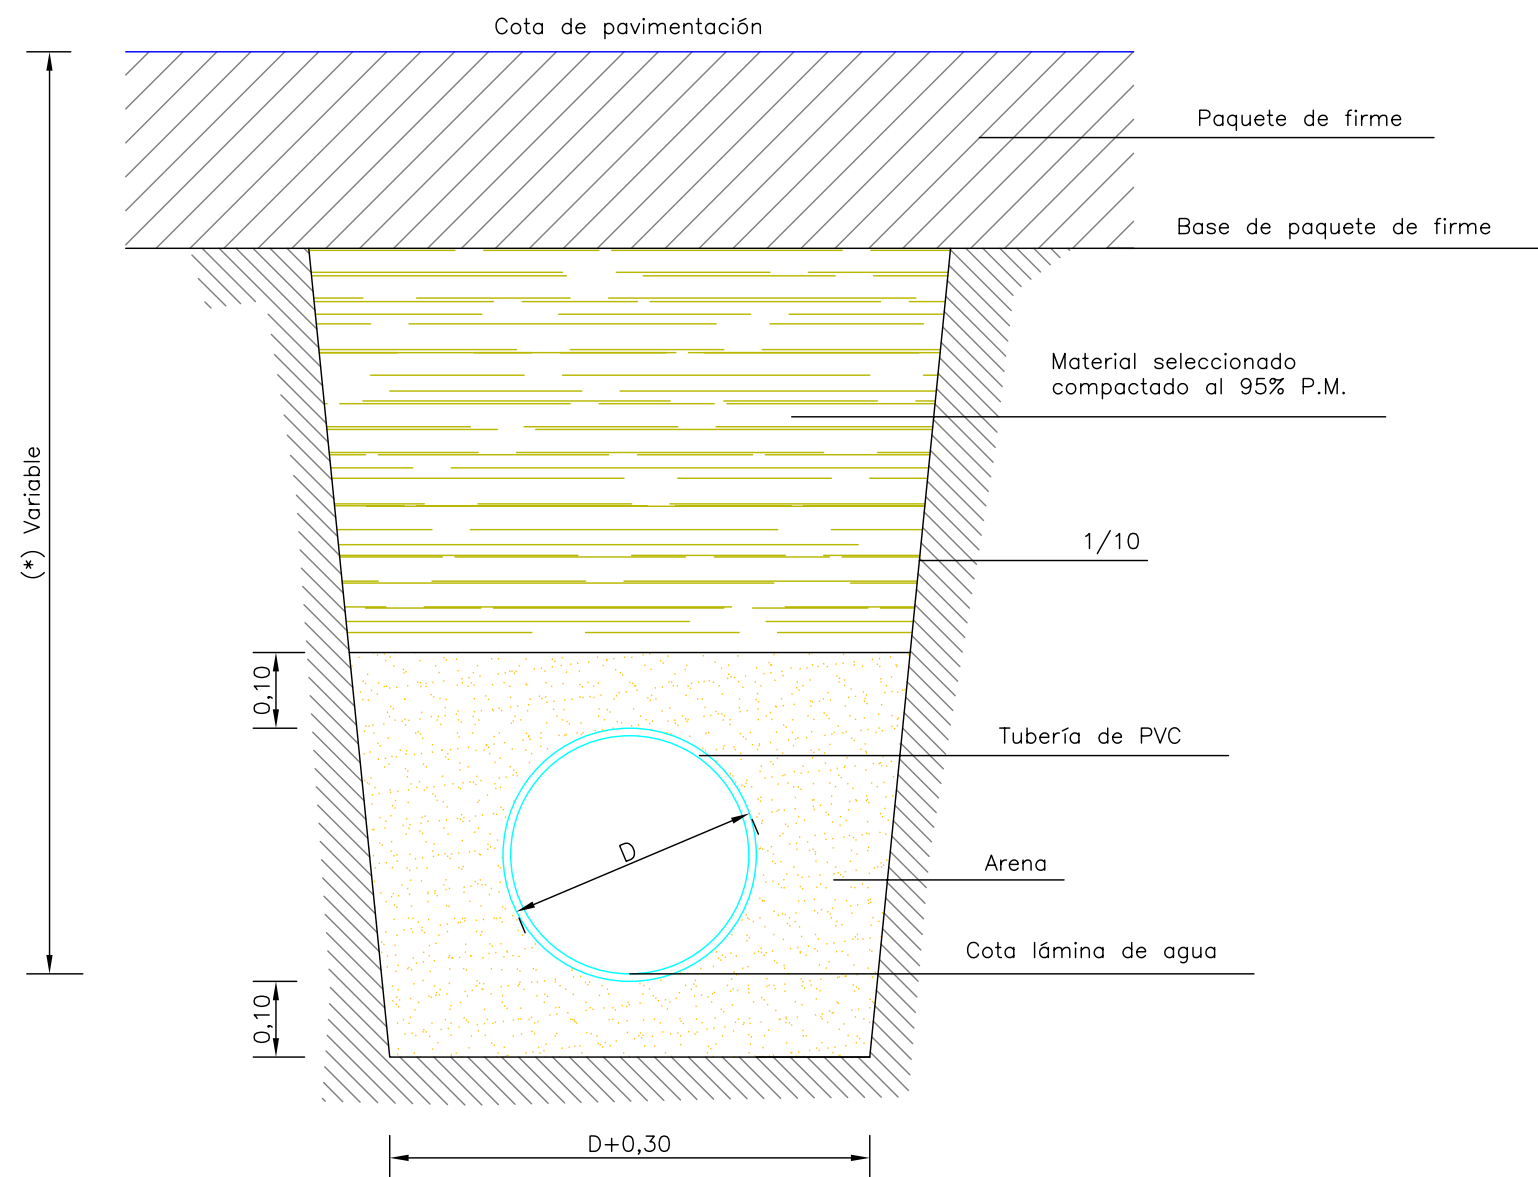 Cota de pavimentación
Paquete de firme
Base de paquete de firme
Material seleccionado
compactado al 95% P.M.
(*) Variable
1/10
0,10
Tubería de PVC
D
Arena
Cota lámina de agua
0,10
D+0,30